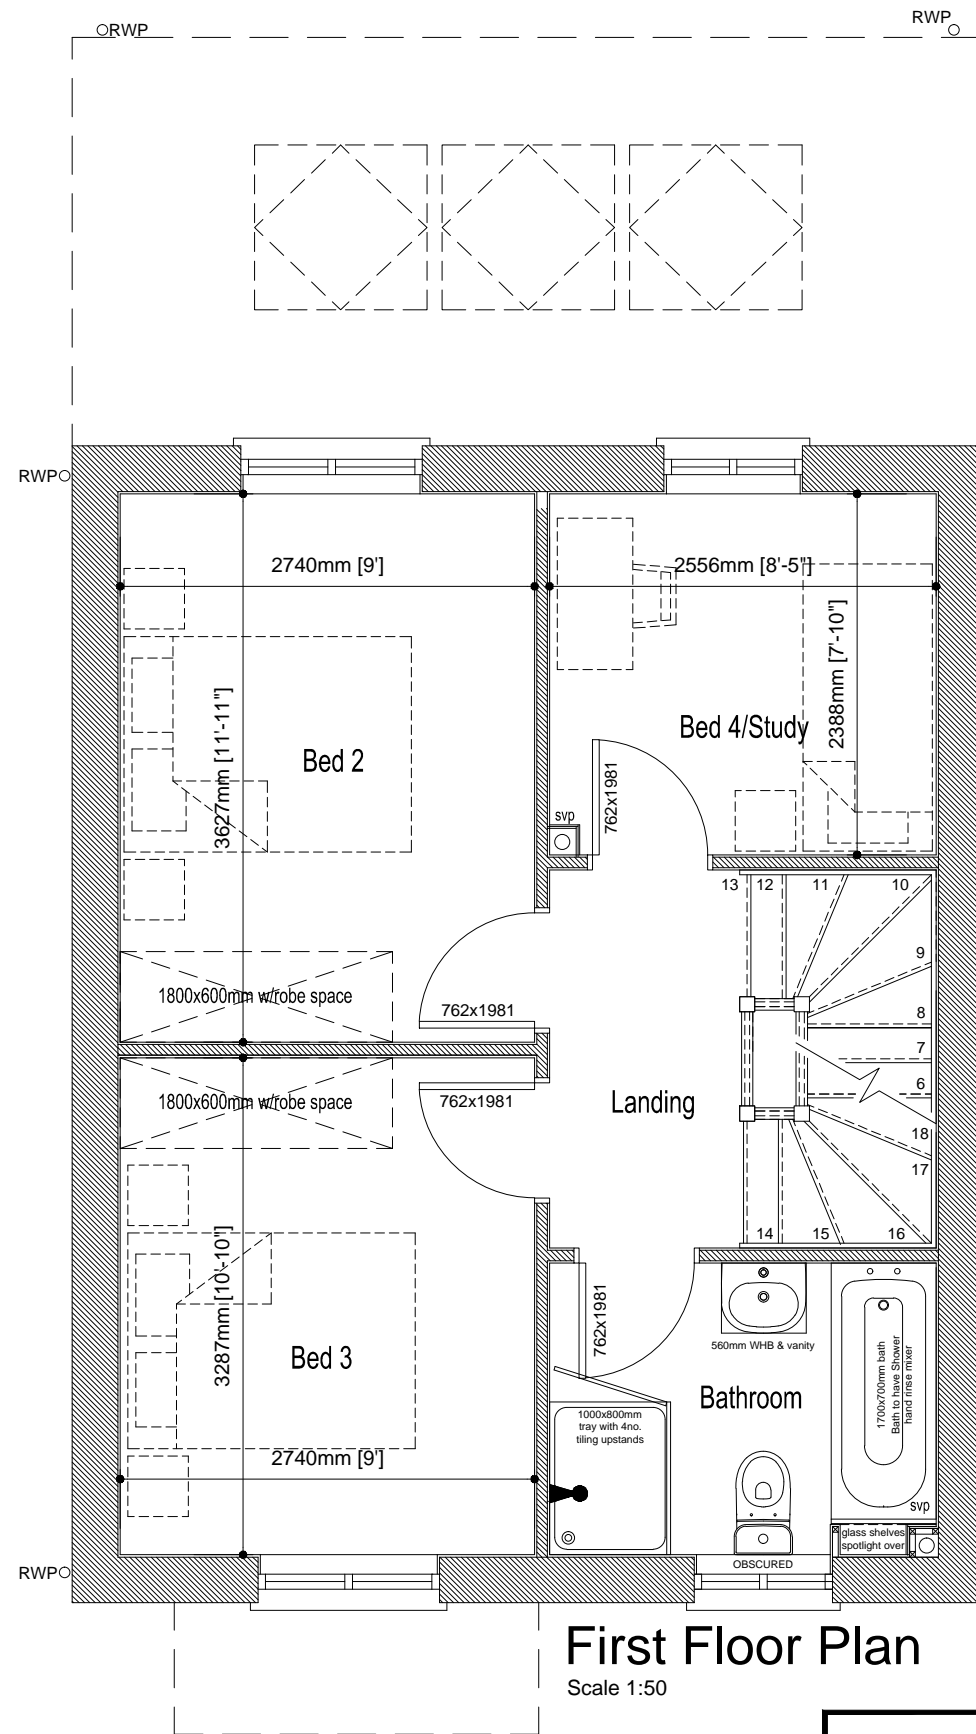 RWP
RWP
RWP
2740mm [9']
2556mm [8'-5"]
3627mm [11'-11"]
2388mm [7'-10"]
Bed 2
Bed 4/Study
762x1981
svp
13
12
11
10
9
8
7
6
18
17
16
15
14
1800x600mm w/robe space
762x1981
1800x600mm w/robe space
762x1981
Landing
3287mm [10'-10"]
Bed 3
2740mm [9']
762x1981
560mm WHB & vanity
Bathroom
1700x700mm bath
Bath to have Shower
hand rinse mixer
1000x800mm
tray with 4no.
tiling upstands
svp
glass shelves
spotlight over
OBSCURED
RWP
First Floor Plan
Scale 1:50